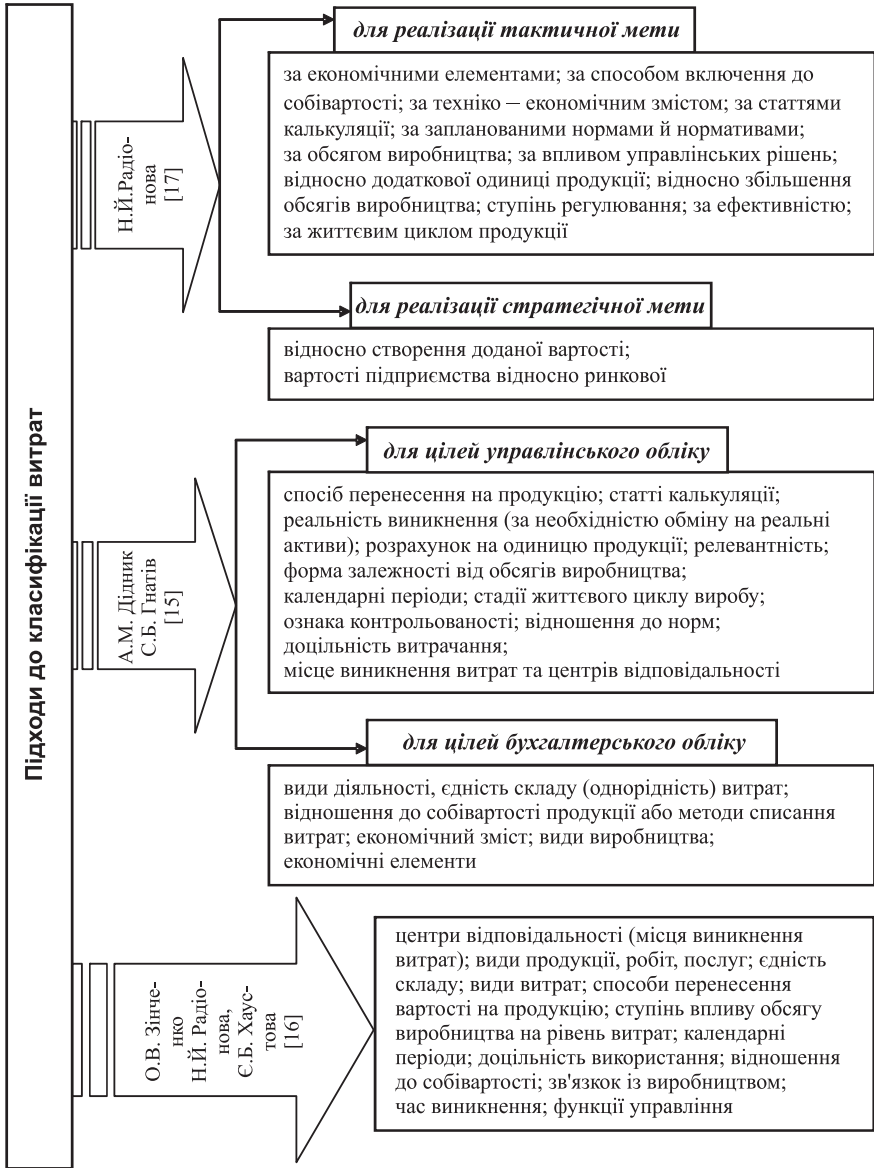 Підходи до класифікації витрат
Н.Й.Радіо-
нова
[17]
для реалізації тактичної мети
за економічними елементами; за способом включення до
собівартості; за техніко – економічним змістом; за статтями
калькуляції; за запланованими нормами й нормативами;
за обсягом виробництва; за впливом управлінських рішень;
відносно додаткової одиниці продукції; відносно збільшення
обсягів виробництва; ступінь регулювання; за ефективністю;
за життєвим циклом продукції
для реалізації стратегічної мети
відносно створення доданої вартості;
вартості підприємства відносно ринкової
А.М. Дідник
С.Б. Гнатів
[15]
для цілей управлінського обліку
спосіб перенесення на продукцію; статті калькуляції;
реальність виникнення (за необхідністю обміну на реальні
активи); розрахунок на одиницю продукції; релевантність;
форма залежності від обсягів виробництва;
календарні періоди; стадії життєвого циклу виробу;
ознака контрольованості; відношення до норм;
доцільність витрачання;
місце виникнення витрат та центрів відповідальності
для цілей бухгалтерського обліку
види діяльності, єдність складу (однорідність) витрат;
відношення до собівартості продукції або методи списання
витрат; економічний зміст; види виробництва;
економічні елементи
О.В. Зінче-
нко
Н.Й. Радіо-
нова,
Є.Б. Хаус-
това
[16]
центри відповідальності (місця виникнення
витрат); види продукції, робіт, послуг; єдність
складу; види витрат; способи перенесення
вартості на продукцію; ступінь впливу обсягу
виробництва на рівень витрат; календарні
періоди; доцільність використання; відношення
до собівартості; зв'язкок із виробництвом;
час виникнення; функції управління